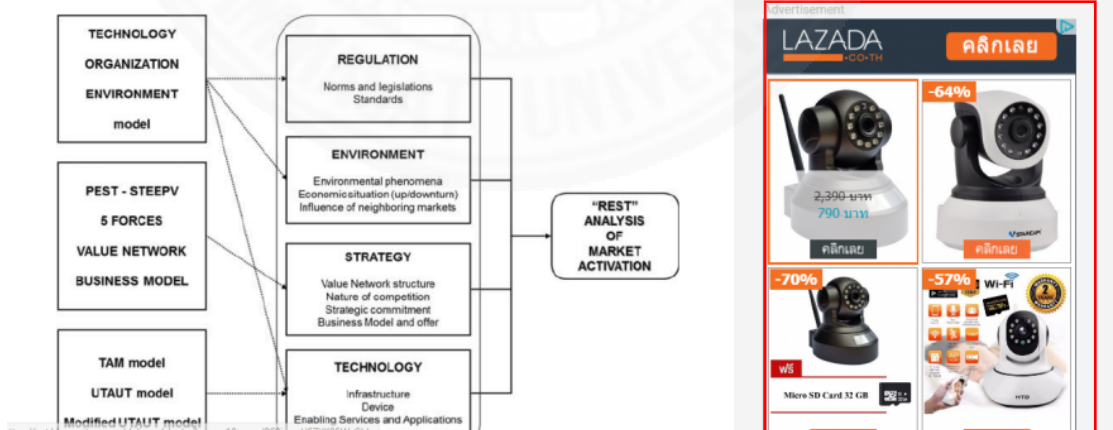 TECHNOLOGY
ORGANIZATION
ENVIRONMENT
model
PEST - STEEPV
5 FORCES
VALUE NETWORK
BUSINESS MODEL
TAM model
UTAUT model
Modified UTAUT model
REGULATION
Norms and legislations
Standards
ENVIRONMENT
Environmental phenomena
Economic situation (up/downturn)
Influence of neighboring markets
STRATEGY
Value Network structure
Nature of competition
Strategic commitment
Business Model and offer
TECHNOLOGY
Infrastructure
Device
Enabling Services and Applications
“REST”
ANALYSIS
OF
MARKET
ACTIVATION
Advertisement
LAZADA
.CO.TH
คลิกเลย
2,390 บาท
790 บาท
คลิกเลย
-64%
VSTARCAM
คลิกเลย
-70%
ฟรี
Micro SD Card 32 GB
-57%
Wi-Fi
HTD